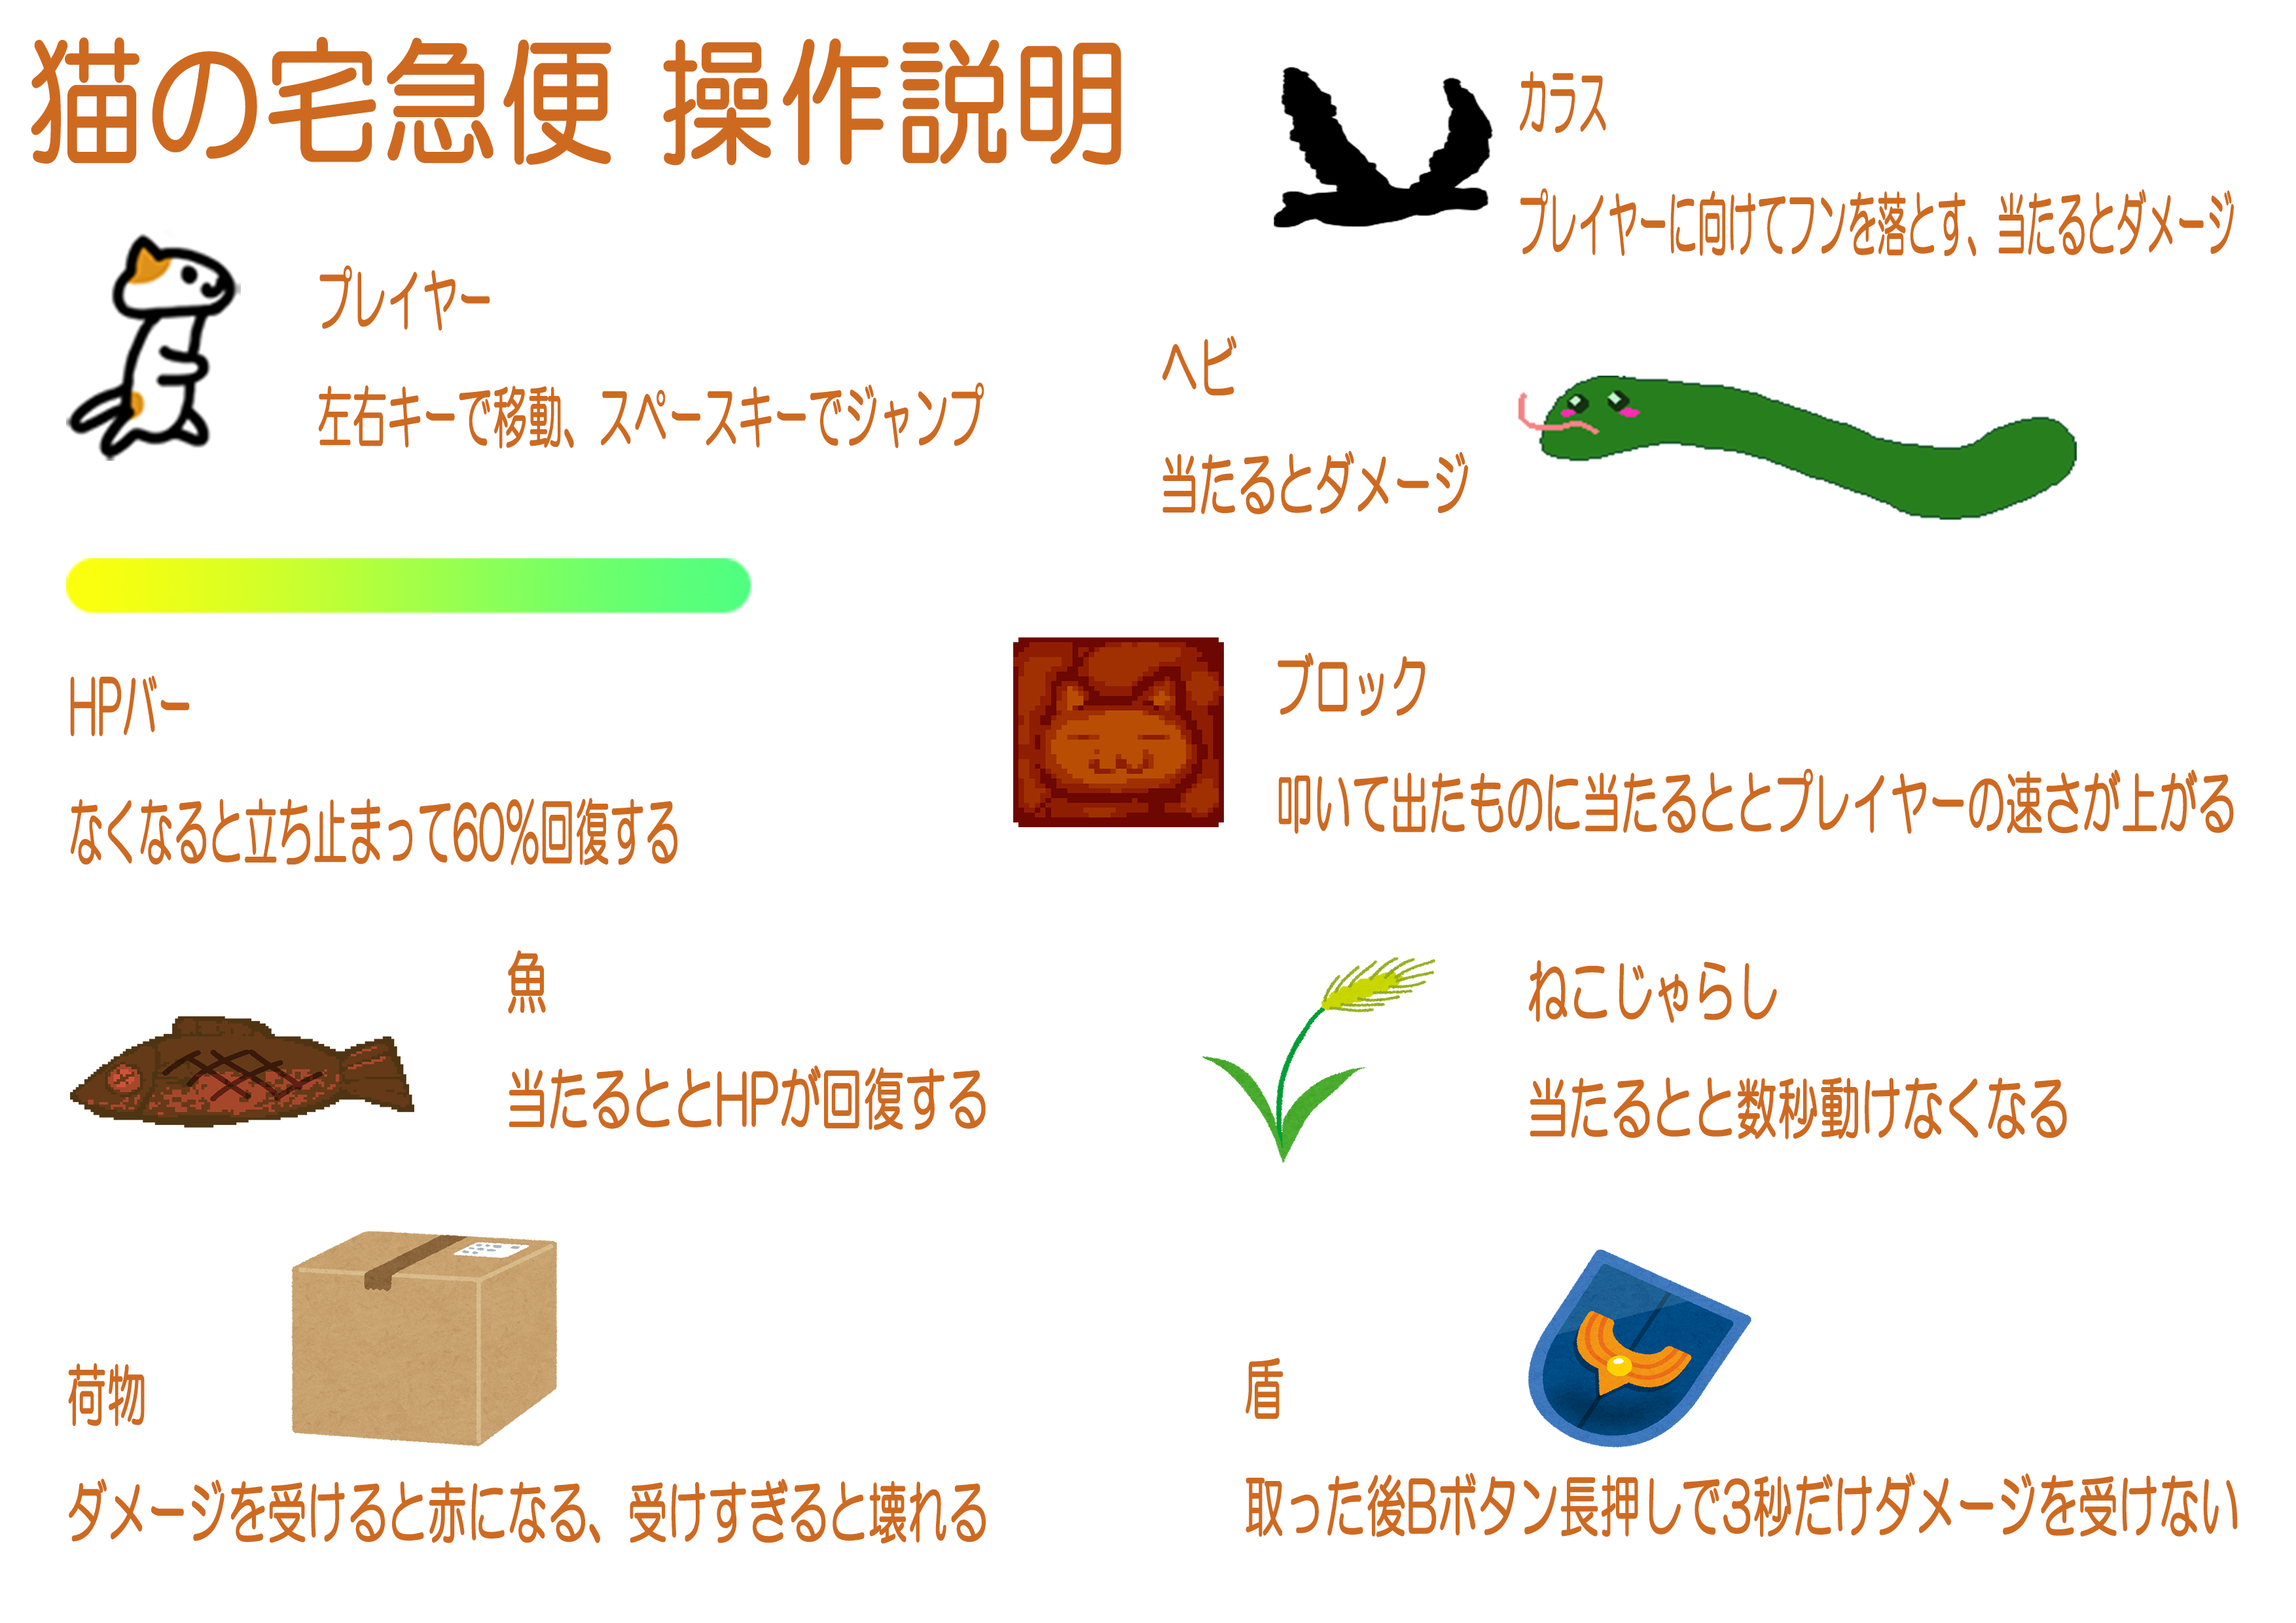 猫の宅急便 操作説明
プレイヤー
左右キーで移動、スペースキーでジャンプ
HPバー
なくなると立ち止まって60%回復する
魚
当たるととHPが回復する
荷物
ダメージを受けると赤になる、受けすぎると壊れる
カラス
プレイヤーに向けてフンを落とす、当たるとダメージ
ヘビ
当たるとダメージ
ブロック
叩いて出たものに当たるととプレイヤーの速さが上がる
ねこじゃらし
当たるとと数秒動けなくなる
盾
取った後Bボタン長押しで3秒だけダメージを受けない